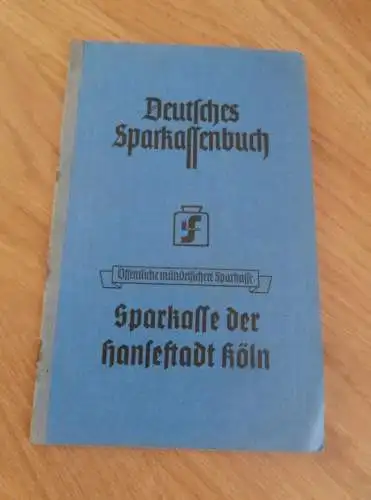 Deutsches
Sparkassenbuch
Öffentliche mündelsichere Sparkasse.
Sparkasse der
Hansestadt Köln